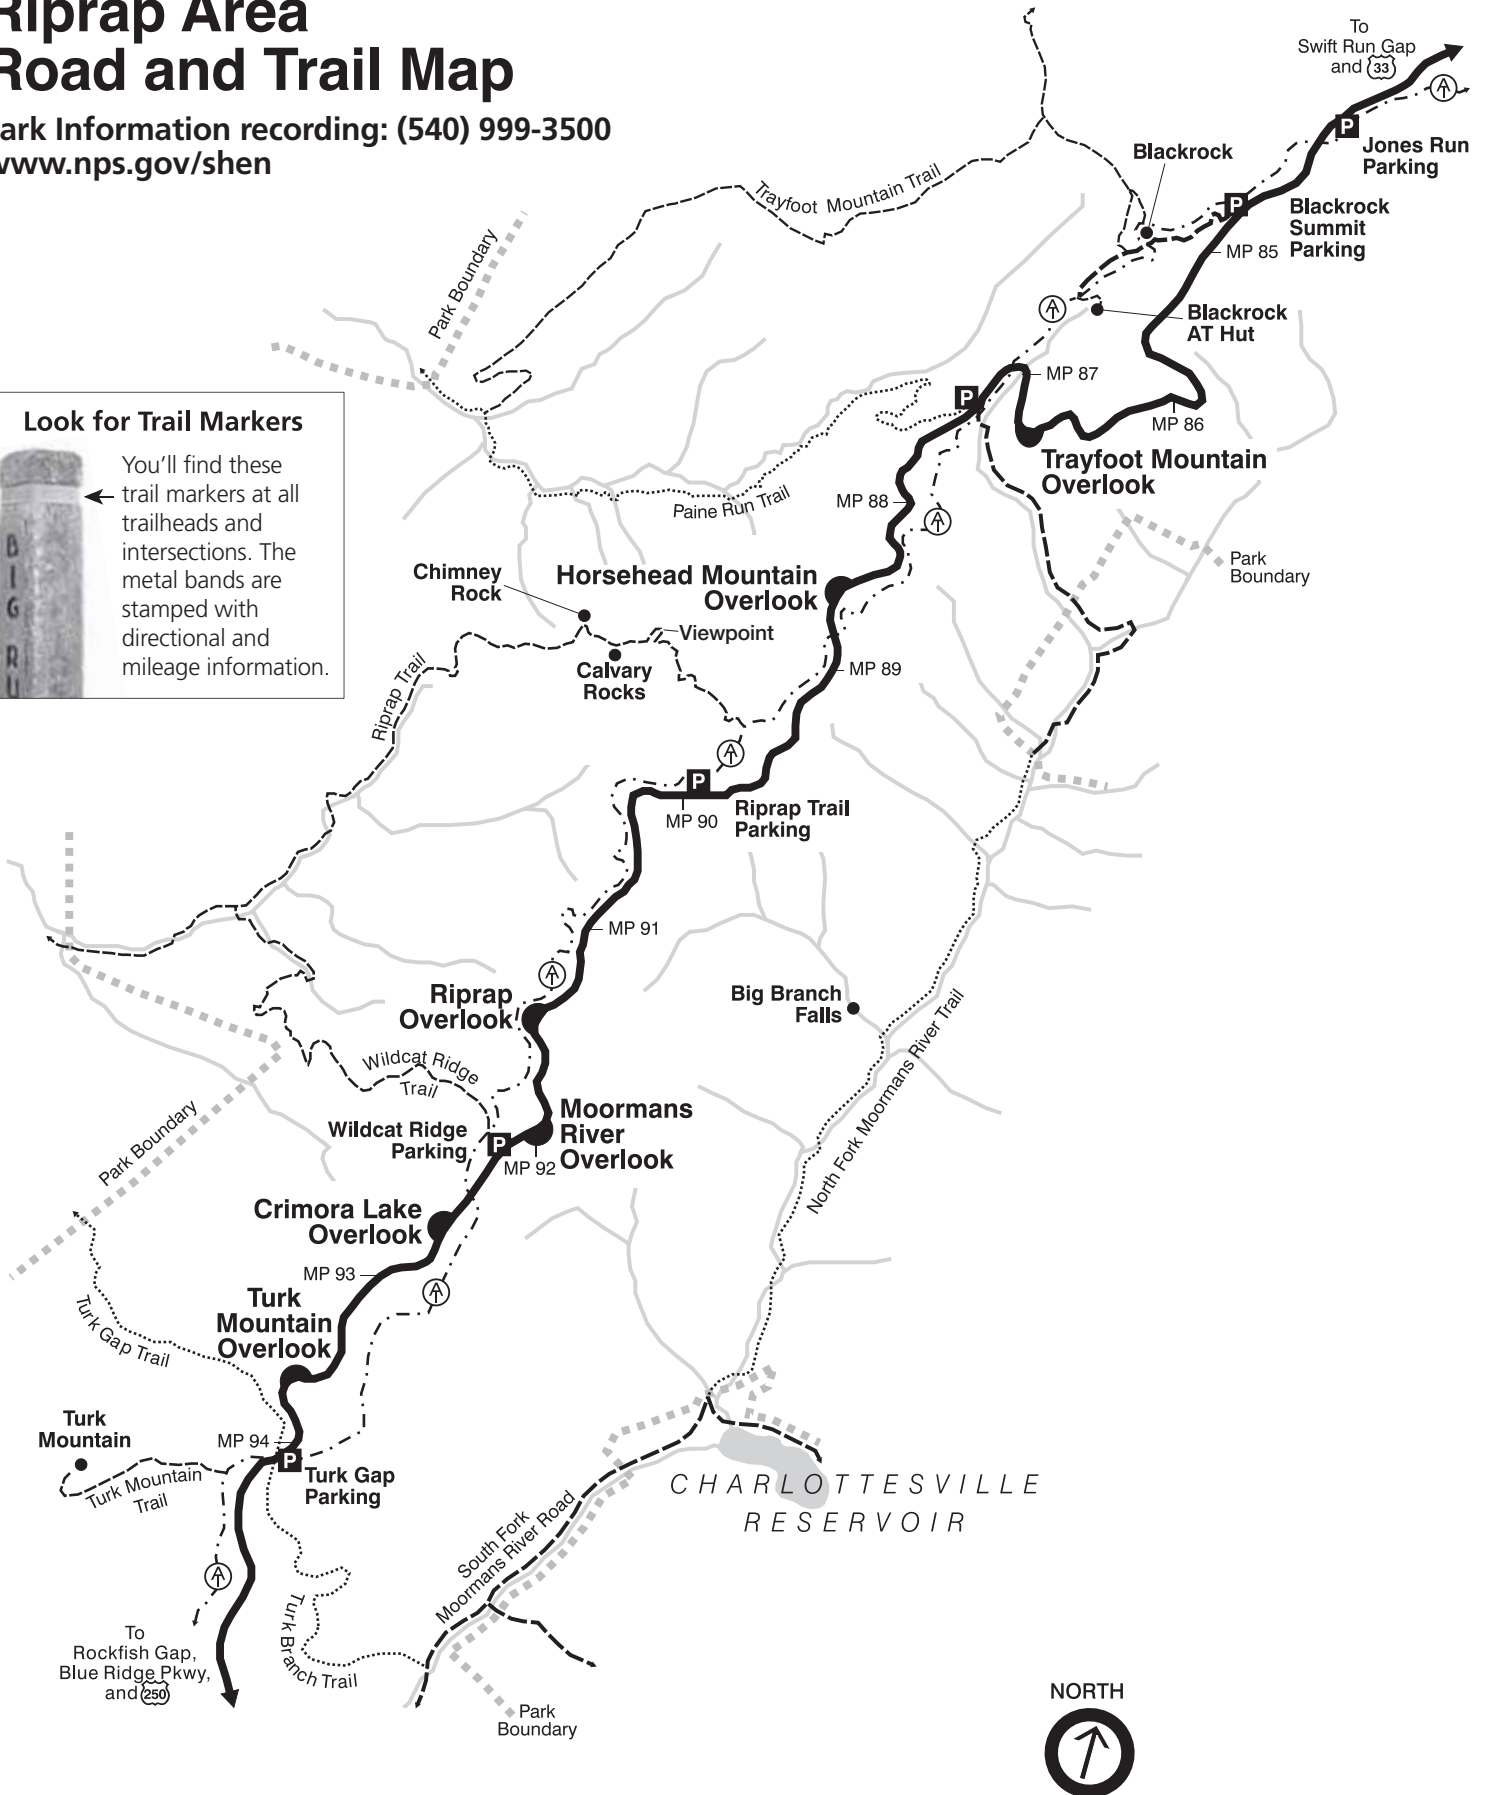 Riprap Area
Road and Trail Map
ark Information recording: (540) 999-3500
www.nps.gov/shen
To
Swift Run Gap
and 33
Jones Run
Parking
P
Blackrock
P
Blackrock
Summit
Parking
MP 85
Trayfoot Mountain Trail
Park Boundary
Blackrock
AT Hut
MP 87
P
MP 86
Trayfoot Mountain
Overlook
Look for Trail Markers
You'll find these
trail markers at all
trailheads and
intersections. The
metal bands are
stamped with
directional and
mileage information.
B
I
G
R
U
Paine Run Trail
MP 88
Park
Boundary
Chimney
Rock
Horsehead Mountain
Overlook
Viewpoint
Calvary
Rocks
MP 89
Riprap Trail
P
MP 90
Riprap Trail
Parking
MP 91
Riprap
Overlook
Big Branch
Falls
North Fork Moormans River Trail
Wildcat Ridge
Trail
Moormans
River
Overlook
Wildcat Ridge
Parking
P
MP 92
Park Boundary
Crimora Lake
Overlook
MP 93
Turk
Mountain
Overlook
Turk Gap Trail
Turk
Mountain
MP 94
P
Turk Gap
Parking
Turk Mountain
Trail
CHARLOTTESVILLE
RESERVOIR
South Fork
Moormans River Road
Turk Branch Trail
To
Rockfish Gap,
Blue Ridge Pkwy,
and 250
Park
Boundary
NORTH